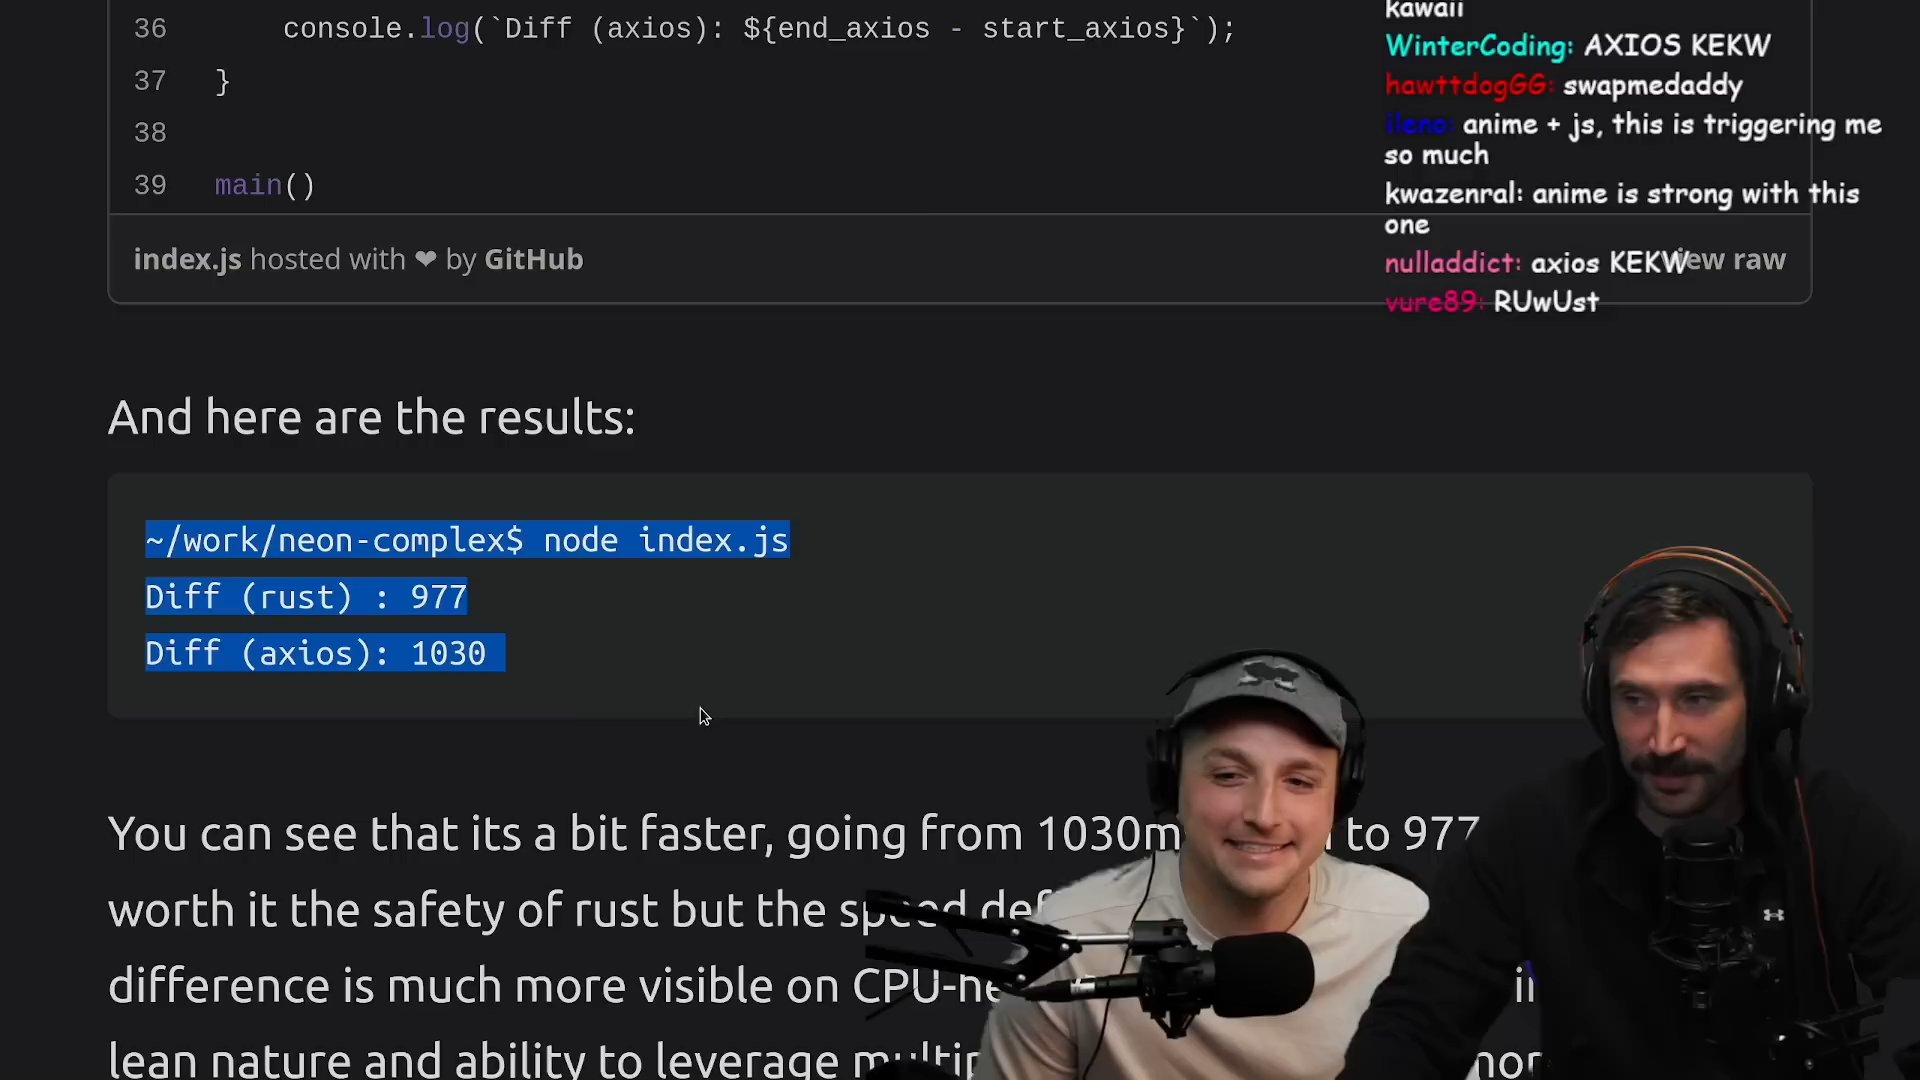 36 console.log(`Diff (axios): ${end_axios - start_axios}`);
37 }
38
39 main()
index.js hosted with ❤ by GitHub
view raw
kawaii
WinterCoding: AXIOS KEKW
hawttdogGG: swapmedaddy
ileno: anime + js, this is triggering me
so much
kwazenral: anime is strong with this
one
nulladdict: axios KEKW
vure89: RUwUst
And here are the results:
~/work/neon-complex$ node index.js
Diff (rust) : 977
Diff (axios): 1030
You can see that its a bit faster, going from 1030m to 977
worth it the safety of rust but the speed
difference is much more visible on
lean nature and ability to leverage